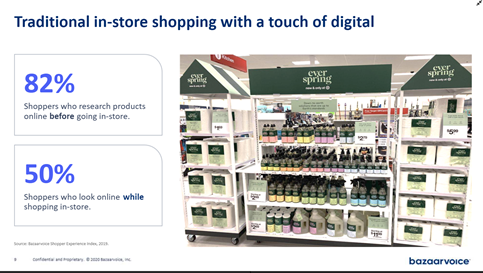 Traditional in-store shopping with a touch of digital
82%
Shoppers who research products
online before going in-store.
50%
Shoppers who look online while
shopping in-store.
ever
spring
ever
spring
ever
spring
Source: Bazaarvoice Shopper Experience Index, 2019.
9 Confidential and Proprietary. © 2020 Bazaarvoice, Inc.
bazaarvoice